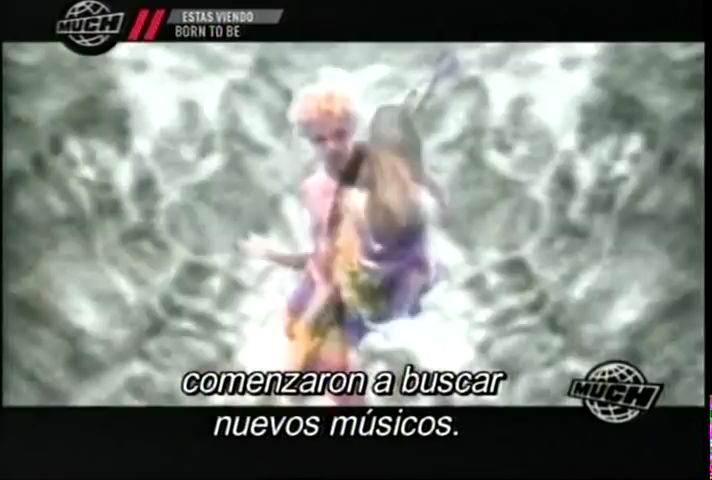 MUCH
ESTAS VIENDO
BORN TO BE
comenzaron a buscar
nuevos músicos.
MUCH